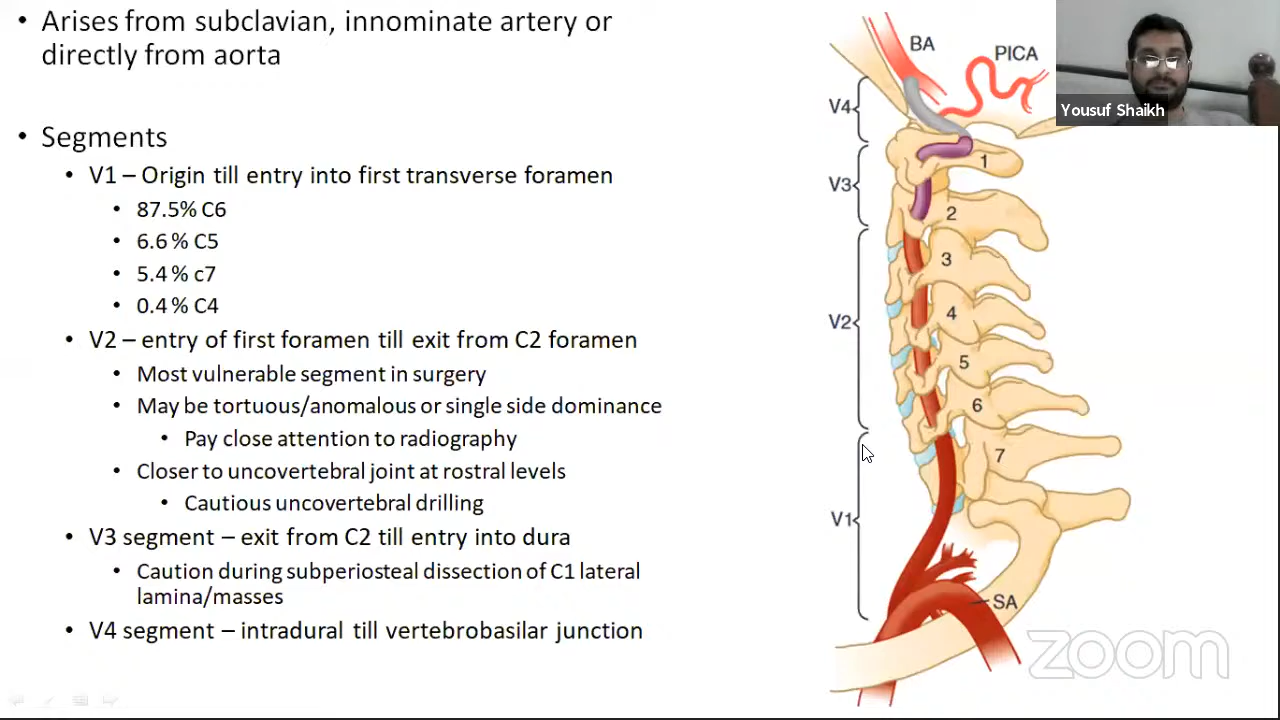 • Arises from subclavian, innominate artery or
directly from aorta
• Segments
• V1 – Origin till entry into first transverse foramen
• 87.5% C6
• 6.6 % C5
• 5.4 % c7
• 0.4 % C4
• V2 – entry of first foramen till exit from C2 foramen
• Most vulnerable segment in surgery
• May be tortuous/anomalous or single side dominance
• Pay close attention to radiography
• Closer to uncovertebral joint at rostral levels
• Cautious uncovertebral drilling
• V3 segment – exit from C2 till entry into dura
• Caution during subperiosteal dissection of C1 lateral
lamina/masses
• V4 segment – intradural till vertebrobasilar junction
BA
PICA
V4
1
V3
2
3
4
V2
5
6
7
V1
SA
Yousuf Shaikh
zoom